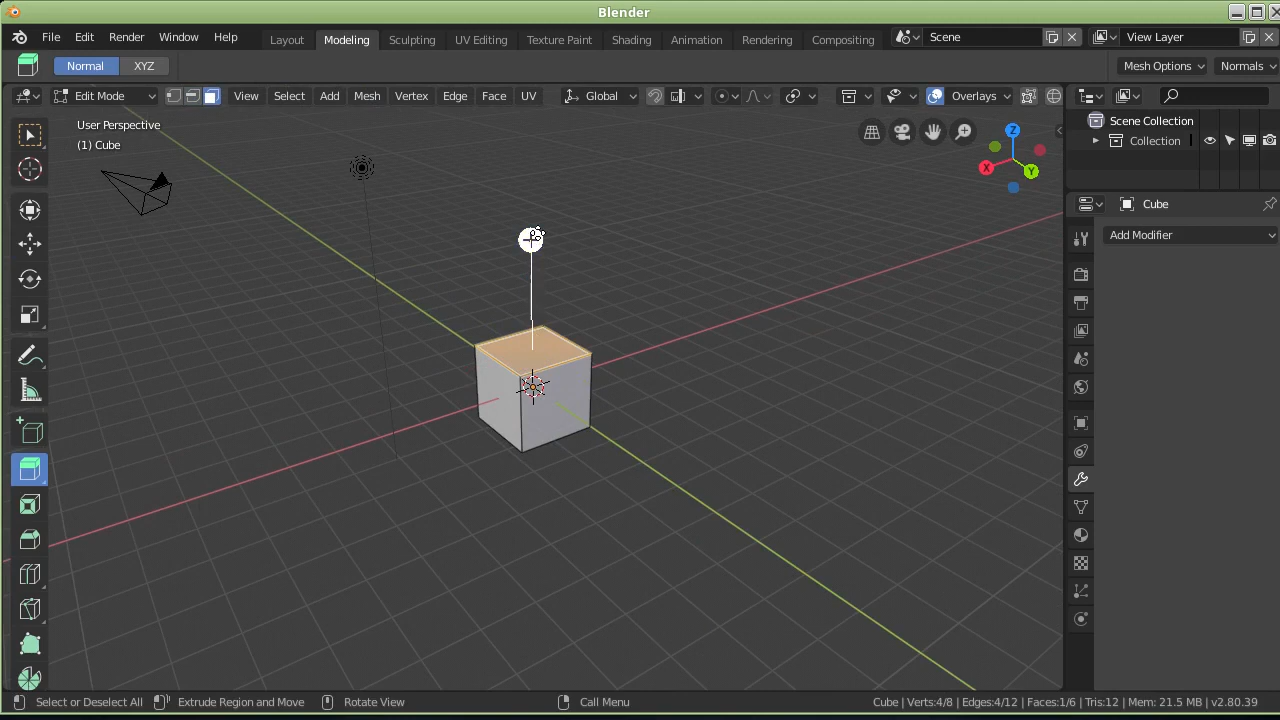 Blender
File Edit Render Window Help Layout Modeling Sculpting UV Editing Texture Paint Shading Animation Rendering Compositing Scene View Layer
Normal XYZ Mesh Options Normals
Edit Mode View Select Add Mesh Vertex Edge Face UV Global Overlays
User Perspective
(1) Cube
Z
X
Y
Scene Collection
Collection
Cube
Add Modifier
Select or Deselect All Extrude Region and Move Rotate View Call Menu Cube | Verts:4/8 | Edges:4/12 | Faces:1/6 | Tris:12 | Mem: 21.5 MB | v2.80.39